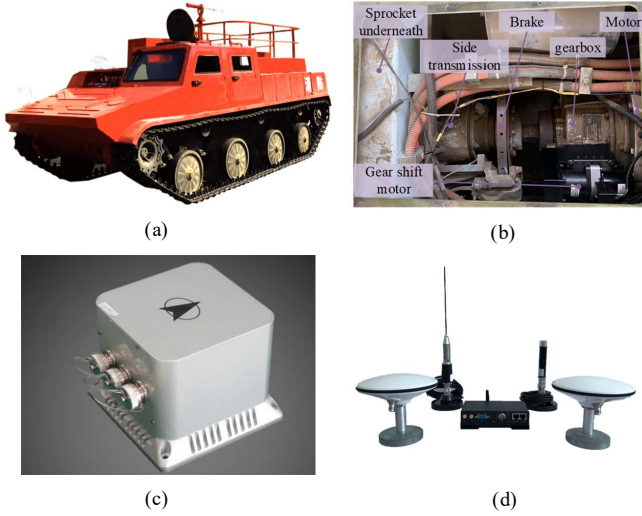 Sprocket
underneath
Brake
Motor
Side
transmission
gearbox
Gear shift
motor
(a)
(b)
(c)
(d)